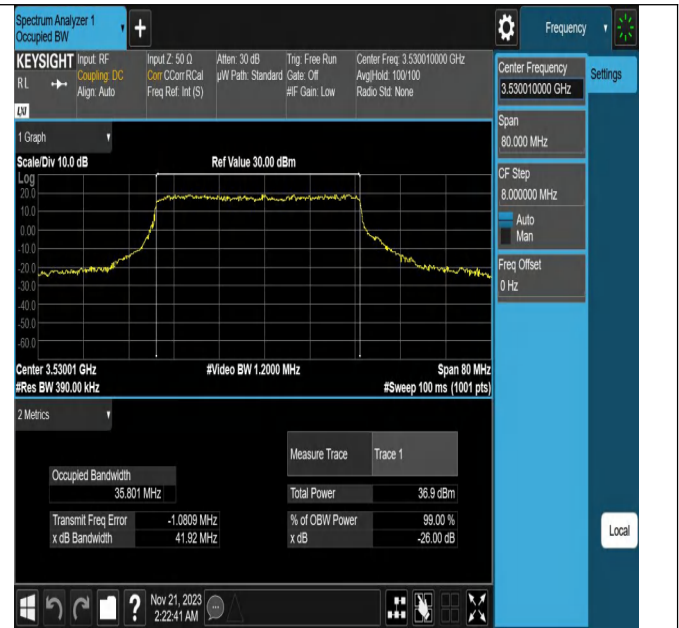 Spectrum Analyzer 1
Occupied BW
Frequency
KEYSIGHT
RL
LXI
Input: RF
Coupling: DC
Align: Auto
Input Z: 50 Ω
Corr CCorr RCal
Freq Ref: Int (S)
Atten: 30 dB
µW Path: Standard
Trig: Free Run
Gate: Off
#IF Gain: Low
Center Freq: 3.530010000 GHz
Avg|Hold: 100/100
Radio Std: None
Center Frequency
3.530010000 GHz
Settings
Span
80.000 MHz
CF Step
8.000000 MHz
Auto
Man
Freq Offset
0 Hz
Local
1 Graph
Scale/Div 10.0 dB
Ref Value 30.00 dBm
Log
20.0
10.0
0.00
-10.0
-20.0
-30.0
-40.0
-50.0
-60.0
Center 3.53001 GHz
#Video BW 1.2000 MHz
Span 80 MHz
#Res BW 390.00 kHz
#Sweep 100 ms (1001 pts)
2 Metrics
Measure Trace
Trace 1
Occupied Bandwidth
35.801 MHz
Total Power
36.9 dBm
Transmit Freq Error
-1.0809 MHz
% of OBW Power
99.00 %
x dB Bandwidth
41.92 MHz
x dB
-26.00 dB
?
Nov 21, 2023
2:22:41 AM